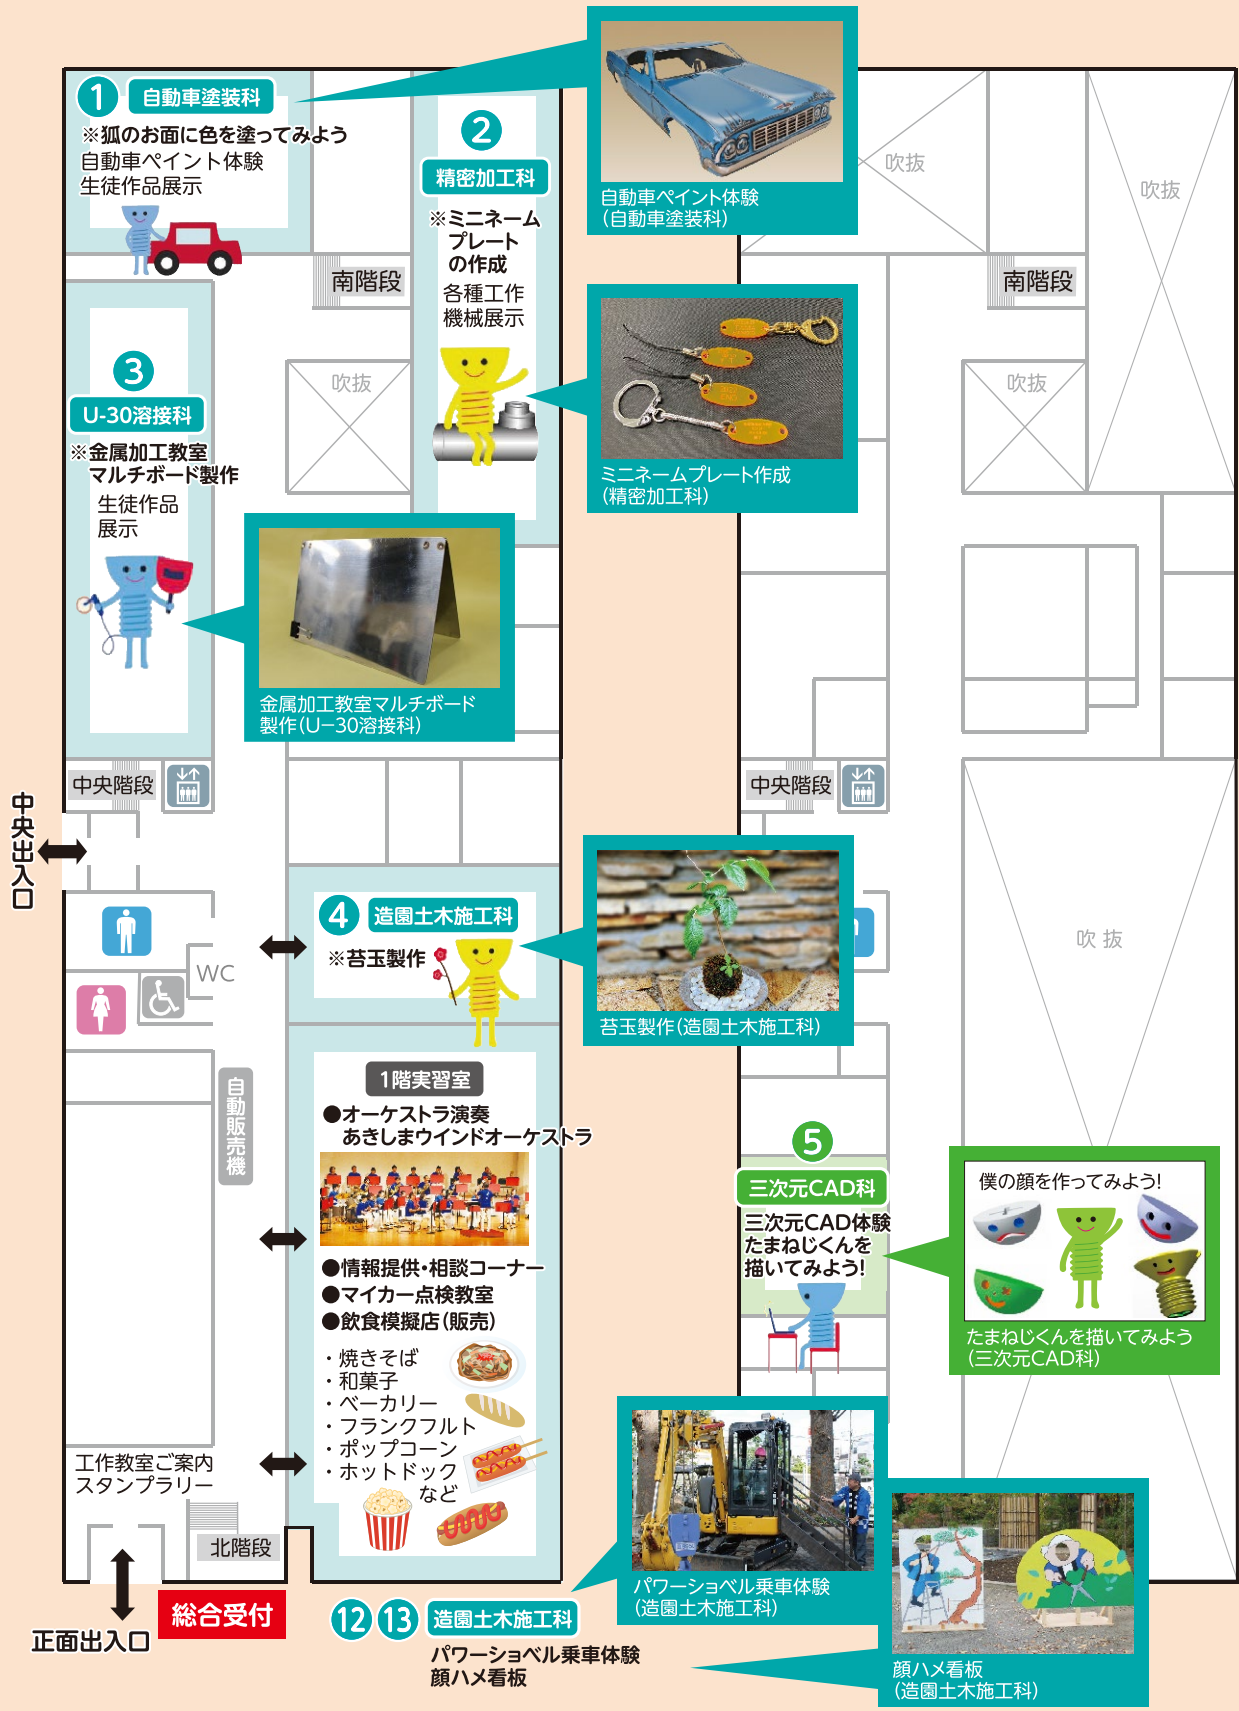 1 自動車塗装科
※狐のお面に色を塗ってみよう
自動車ペイント体験
生徒作品展示
2
精密加工科
※ミニネーム
プレート
の作成
各種工作
機械展示
自動車ペイント体験
(自動車塗装科)
吹抜
吹抜
南階段
南階段
3
U-30溶接科
※金属加工教室
マルチボード製作
生徒作品
展示
吹抜
吹抜
ミニネームプレート作成
(精密加工科)
金属加工教室マルチボード
製作(U－30溶接科)
中央階段
中央階段
中央出入口
4 造園土木施工科
※苔玉製作
WC
苔玉製作(造園土木施工科)
吹 抜
自動販売機
1階実習室
●オーケストラ演奏
あきしまウインドオーケストラ
●情報提供・相談コーナー
●マイカー点検教室
●飲食模擬店(販売)
・焼きそば
・和菓子
・ベーカリー
・フランクフルト
・ポップコーン
・ホットドック
など
5
三次元CAD科
三次元CAD体験
たまねじくんを
描いてみよう!
僕の顔を作ってみよう!
たまねじくんを描いてみよう
(三次元CAD科)
工作教室ご案内
スタンプラリー
北階段
正面出入口
総合受付
12 13 造園土木施工科
パワーショベル乗車体験
顔ハメ看板
パワーショベル乗車体験
(造園土木施工科)
顔ハメ看板
(造園土木施工科)